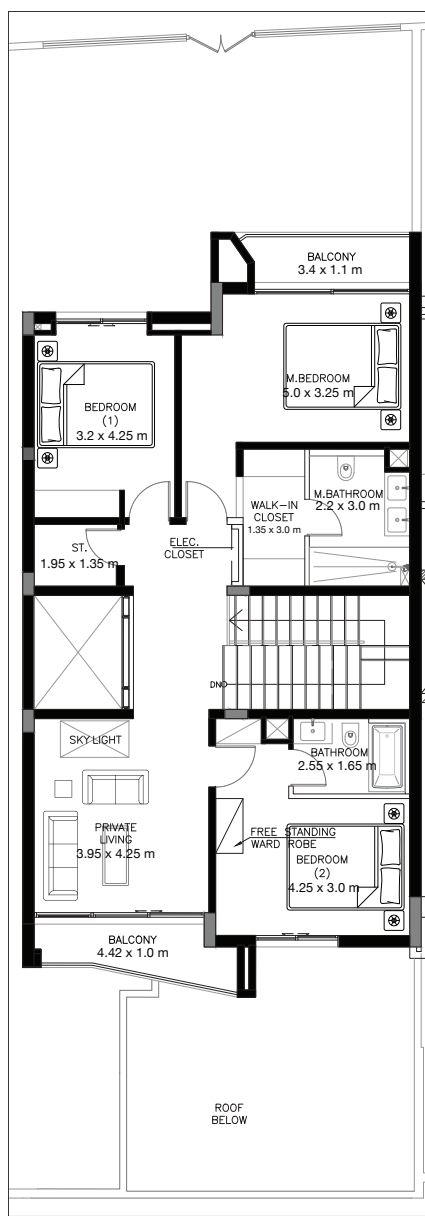 BALCONY
3.4 x 1.1 m
M.BEDROOM
5.0 x 3.25 m
BEDROOM
(1)
3.2 x 4.25 m
WALK-IN
CLOSET
1.35 x 3.0 m
M.BATHROOM
2.2 x 3.0 m
ELEC.
CLOSET
ST.
1.95 x 1.35 m
DN
SKY LIGHT
BATHROOM
2.55 x 1.65 m
PRIVATE
LIVING
3.95 x 4.25 m
FREE STANDING
WARD ROBE
BEDROOM
(2)
4.25 x 3.0 m
BALCONY
4.42 x 1.0 m
ROOF
BELOW